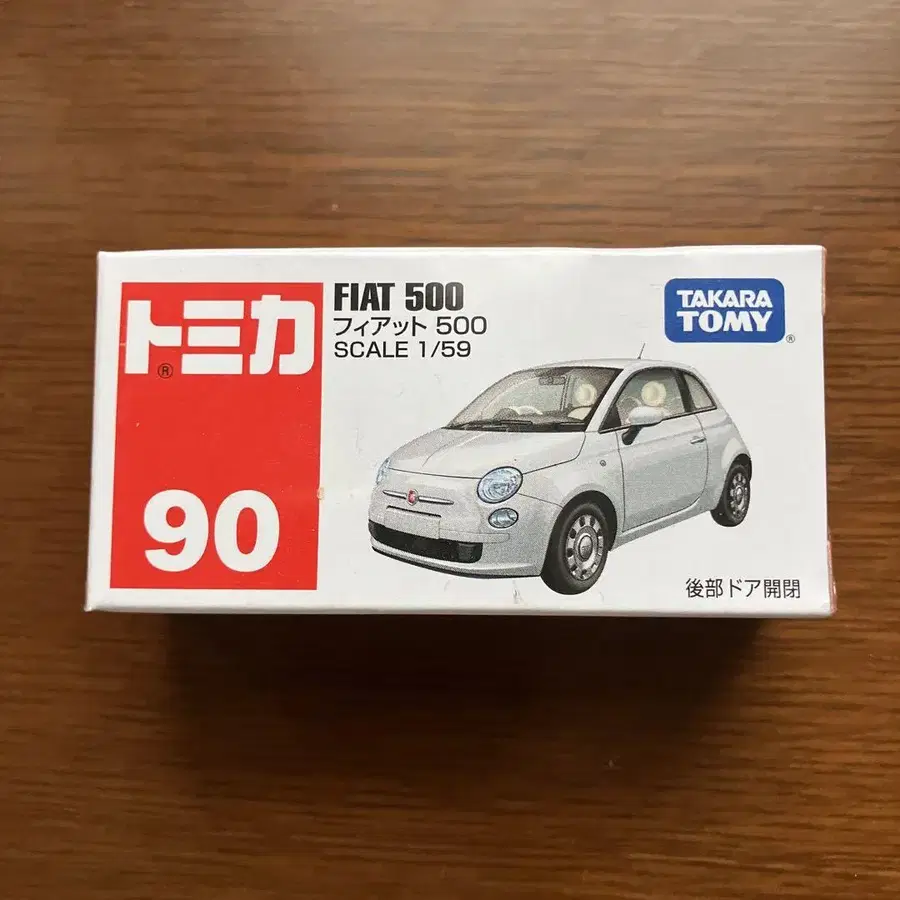 トミカ®
90
FIAT 500
フィアット 500
SCALE 1/59
TAKARA
TOMY®
後部ドア開閉